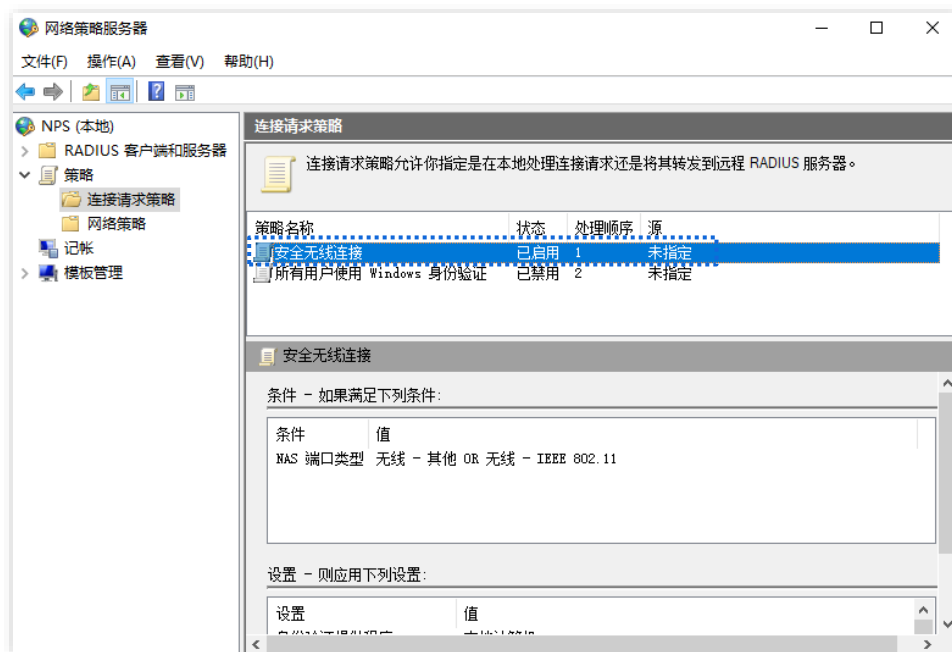 网络策略服务器
文件(F) 操作(A) 查看(V) 帮助(H)
NPS (本地)
RADIUS 客户端和服务器
策略
连接请求策略
网络策略
记帐
模板管理
连接请求策略
连接请求策略允许你指定是在本地处理连接请求还是将其转发到远程 RADIUS 服务器。
策略名称 状态 处理顺序 源
安全无线连接 已启用 1 未指定
所有用户使用 Windows 身份验证 已禁用 2 未指定
安全无线连接
条件 - 如果满足下列条件:
条件 值
NAS 端口类型 无线 - 其他 OR 无线 - IEEE 802.11
设置 - 则应用下列设置:
设置 值